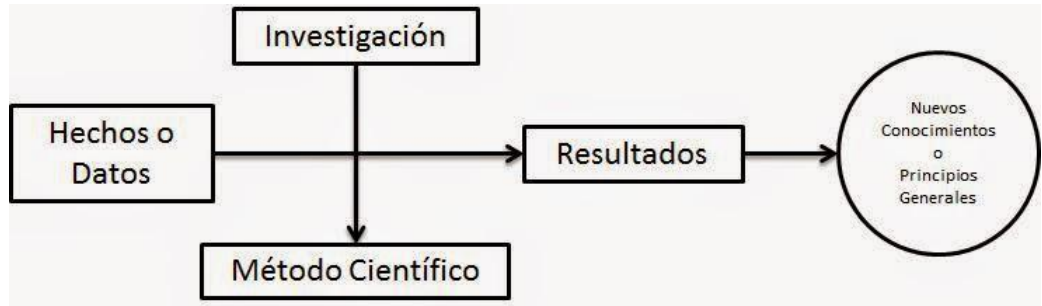 Investigación
Hechos o
Datos
Resultados
Nuevos
Conocimientos
o
Principios
Generales
Método Científico